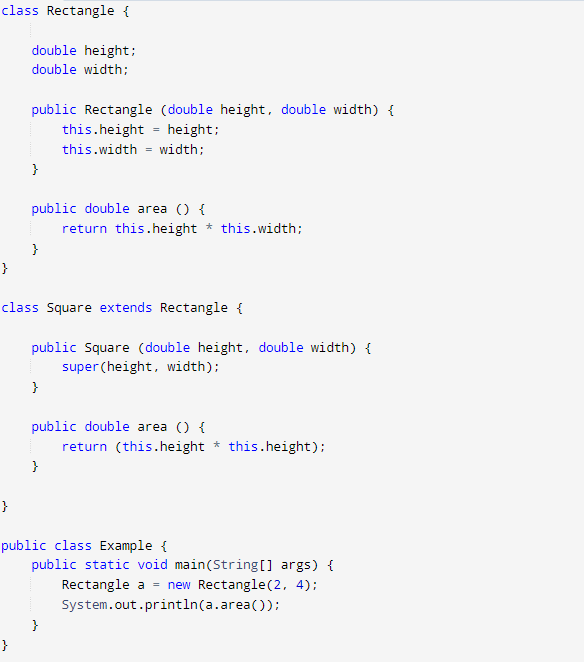 class Rectangle {
double height;
double width;
public Rectangle (double height, double width) {
this.height = height;
this.width = width;
}
public double area () {
return this.height * this.width;
}
}
class Square extends Rectangle {
public Square (double height, double width) {
super(height, width);
}
public double area () {
return (this.height * this.height);
}
}
public class Example {
public static void main(String[] args) {
Rectangle a = new Rectangle(2, 4);
System.out.println(a.area());
}
}